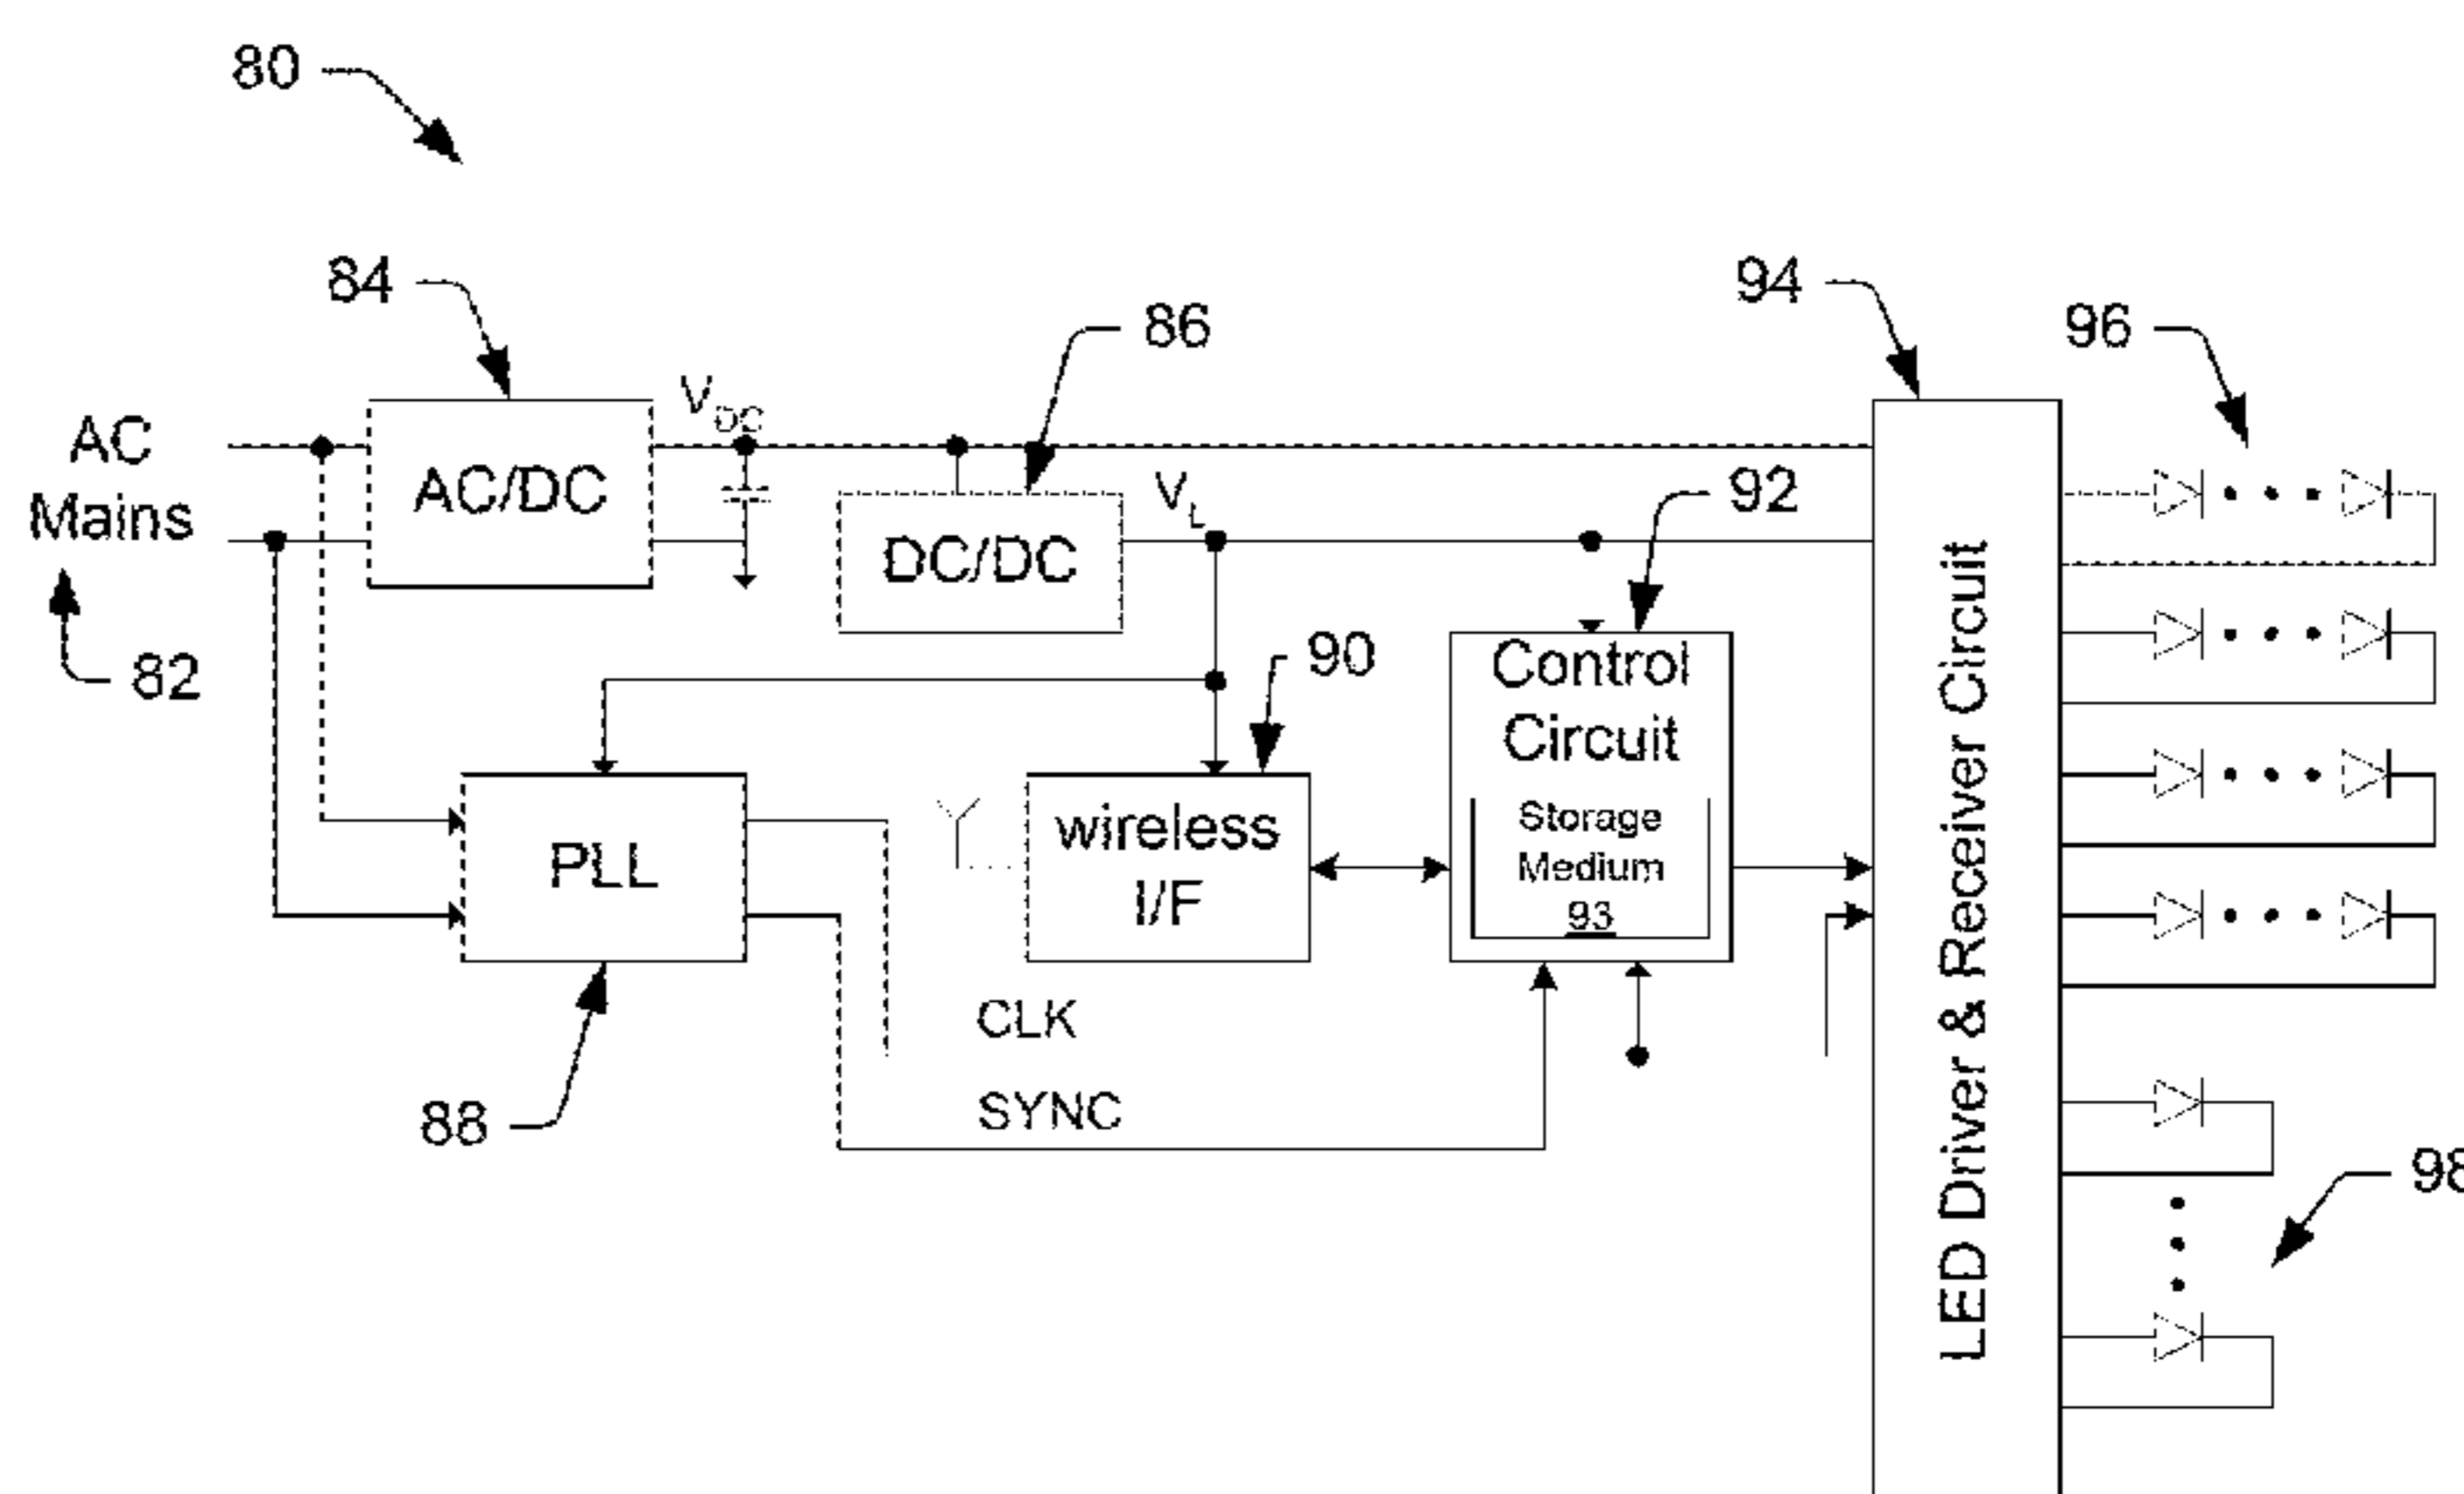 80
84
86
94
96
V_DC
AC
Mains
AC/DC
V_L
92
DC/DC
82
90
Control
Circuit
Storage
Medium
93
wireless
I/F
PLL
LED Driver & Receiver Circuit
CLK
SYNC
88
98